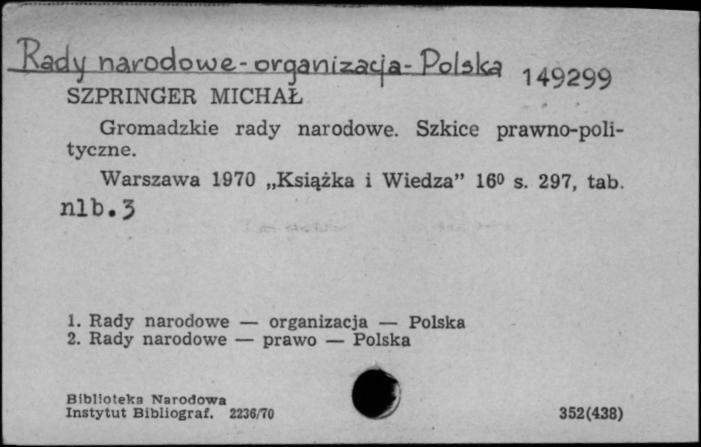 Rady narodowe - organizacja - Polska 149299
SZPRINGER MICHAŁ
Gromadzkie rady narodowe. Szkice prawno-poli-
tyczne.
Warszawa 1970 „Książka i Wiedza” 16⁰ s. 297, tab.
nlb. 3
1. Rady narodowe — organizacja — Polska
2. Rady narodowe — prawo — Polska
Biblioteka Narodowa
Instytut Bibliograf. 2236/70 352(438)